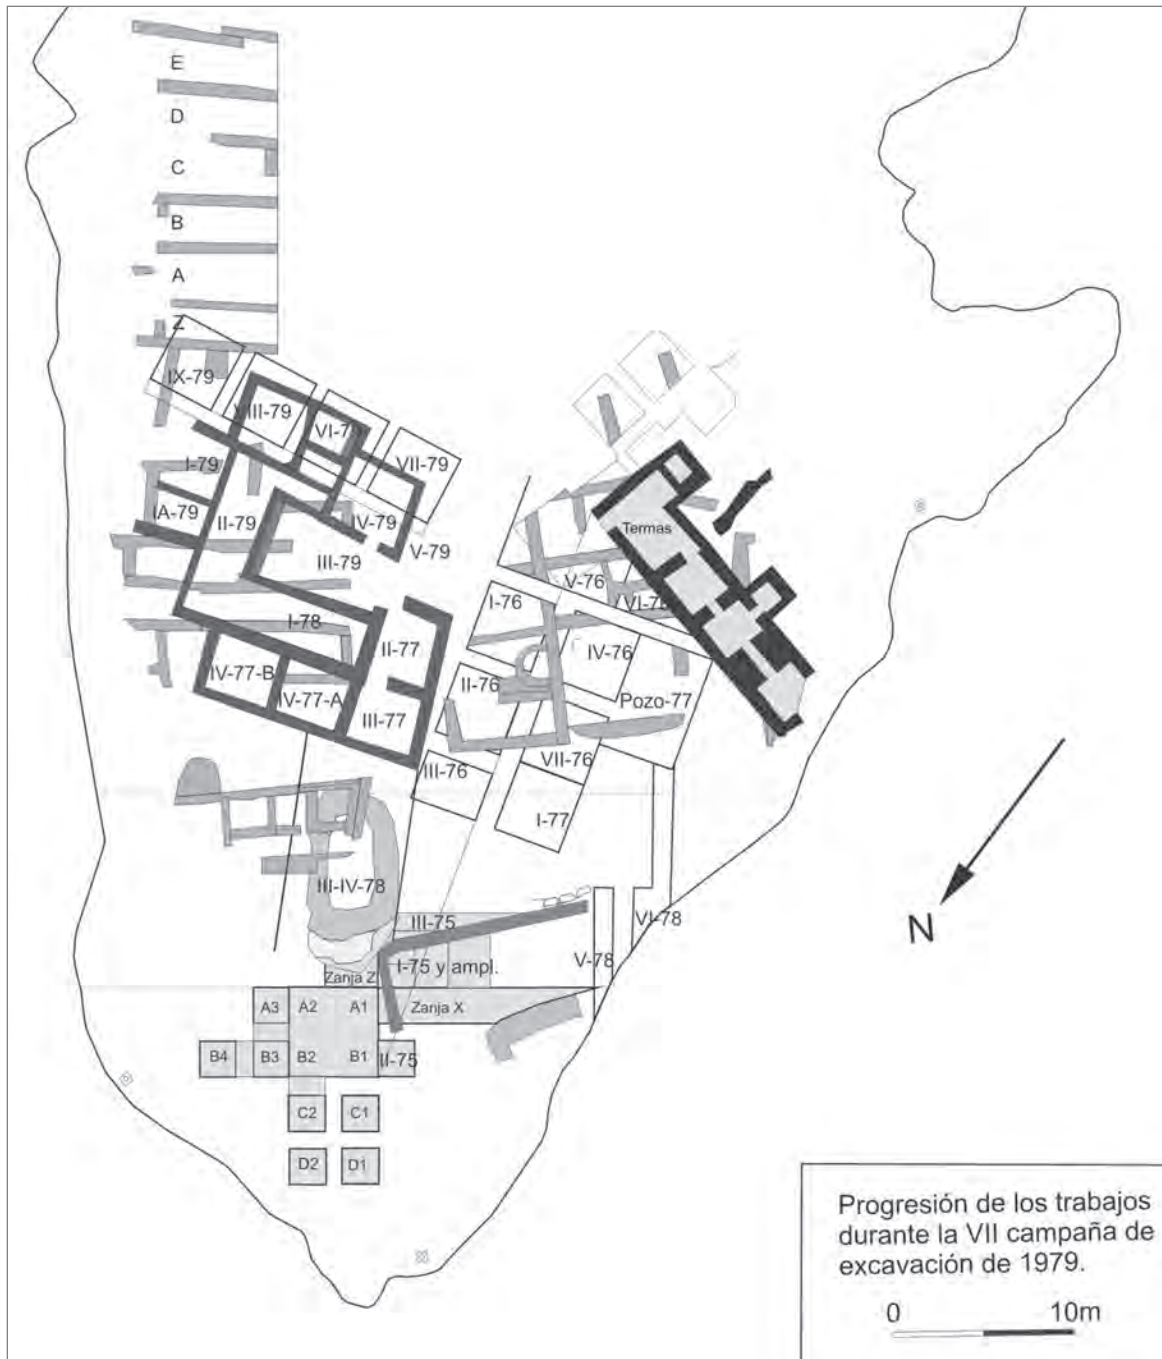 E
D
C
B
A
Z
IX-79
VIII-79
VI-79
VII-79
I-79
IA-79
II-79
IV-79
V-79
III-79
Termas
V-76
VI-76
I-76
I-78
II-77
IV-76
IV-77-B
II-76
IV-77-A
Pozo-77
III-77
VII-76
III-76
I-77
III-IV-78
III-75
VI-78
V-78
I-75 y ampl.
Zanja Z
Zanja X
A3 A2 A1
B4 B3 B2 B1 II-75
C2 C1
D2 D1
N
Progresión de los trabajos
durante la VII campaña de
excavación de 1979.
0 10m